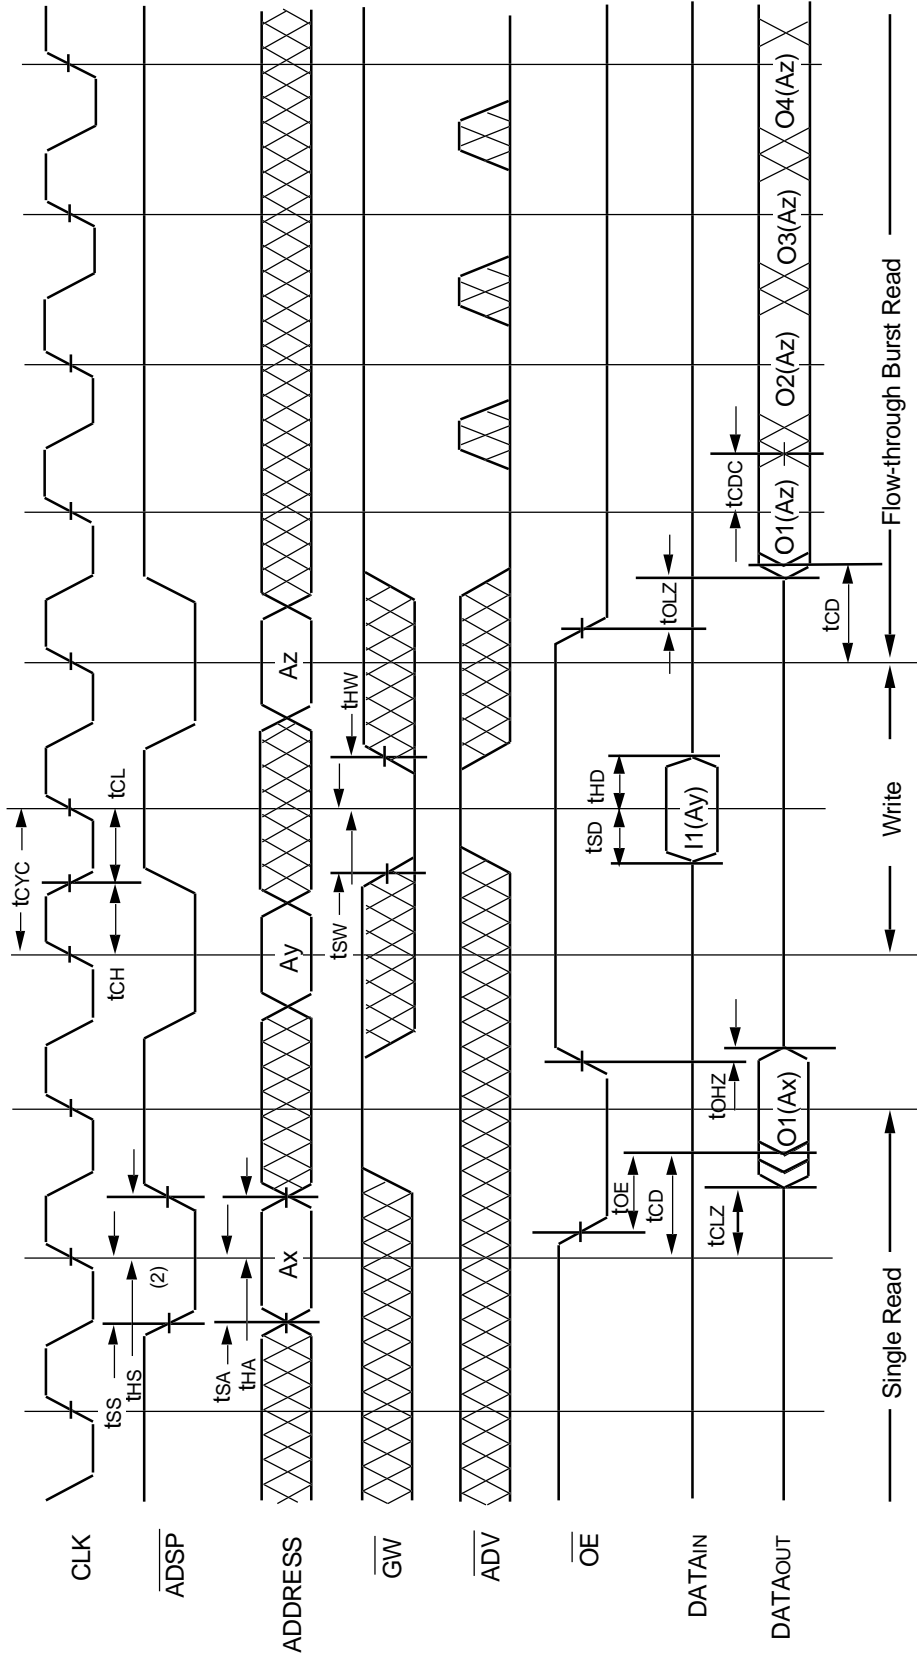 CLK
tCYC
tSS
tHS
(2)
tCH
tCL
ADSP
ADDRESS
Ax
Ay
Az
tSA
tHA
GW
tSW
tHW
ADV
OE
tOE
tOHZ
tOLZ
DATAIN
tSD
tHD
I1(Ay)
tCD
tCLZ
tCDC
DATAOUT
O1(Ax)
O1(Az)
O2(Az)
O3(Az)
O4(Az)
tCD
Single Read
Write
Flow-through Burst Read